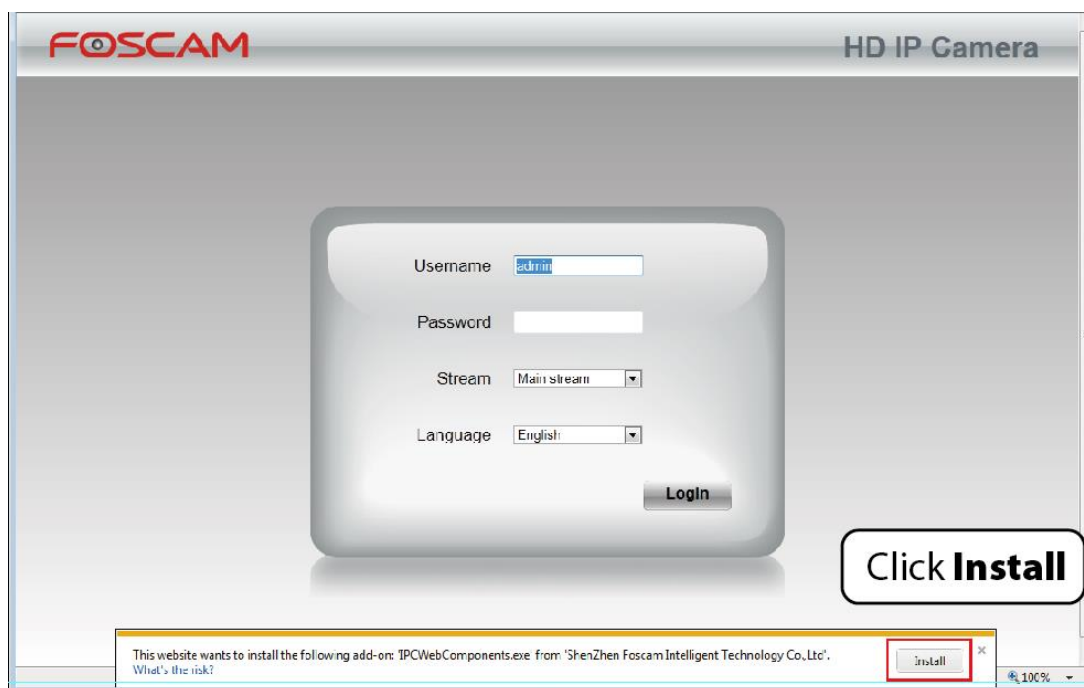 FOSCAM
HD IP Camera
Username admin
Password
Stream Main stream
Language English
Login
Click Install
This website wants to install the following add-on: 'IPCWebComponents.exe' from 'ShenZhen Foscam Intelligent Technology Co.,Ltd'.
What's the risk?
Install
100%